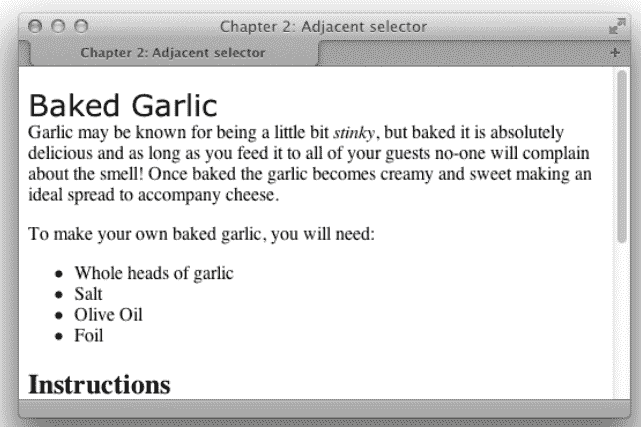 Chapter 2: Adjacent selector
Chapter 2: Adjacent selector
Baked Garlic
Garlic may be known for being a little bit stinky, but baked it is absolutely
delicious and as long as you feed it to all of your guests no-one will complain
about the smell! Once baked the garlic becomes creamy and sweet making an
ideal spread to accompany cheese.
To make your own baked garlic, you will need:
• Whole heads of garlic
• Salt
• Olive Oil
• Foil
Instructions